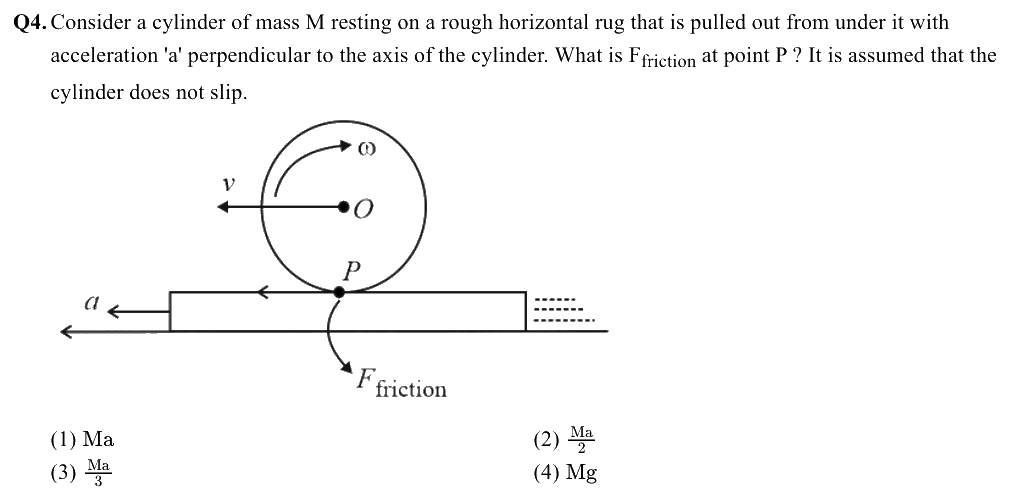 Q4. Consider a cylinder of mass M resting on a rough horizontal rug that is pulled out from under it with
acceleration 'a' perpendicular to the axis of the cylinder. What is F friction at point P ? It is assumed that the
cylinder does not slip.
ω
v
O
P
a
F friction
(1) Ma
(2) Ma/2
(3) Ma/3
(4) Mg